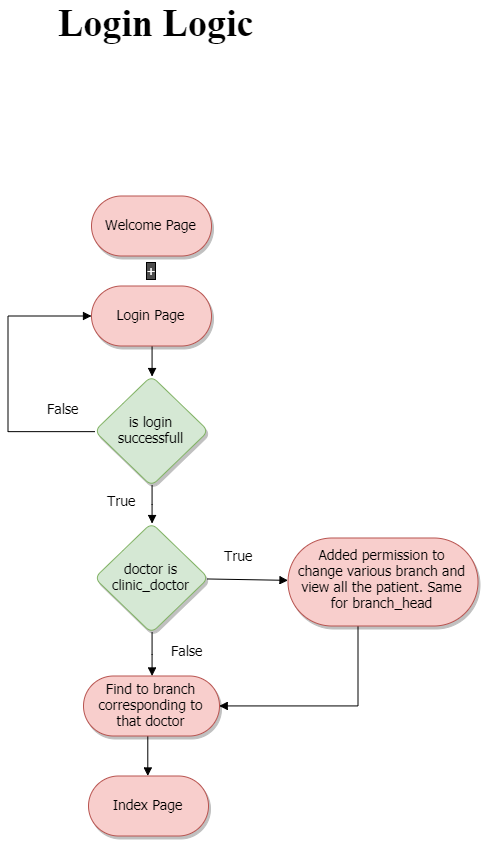 Login Logic
Welcome Page
+
Login Page
False
is login
successfull
True
doctor is
clinic_doctor
True
Added permission to
change various branch and
view all the patient. Same
for branch_head
False
Find to branch
corresponding to
that doctor
Index Page